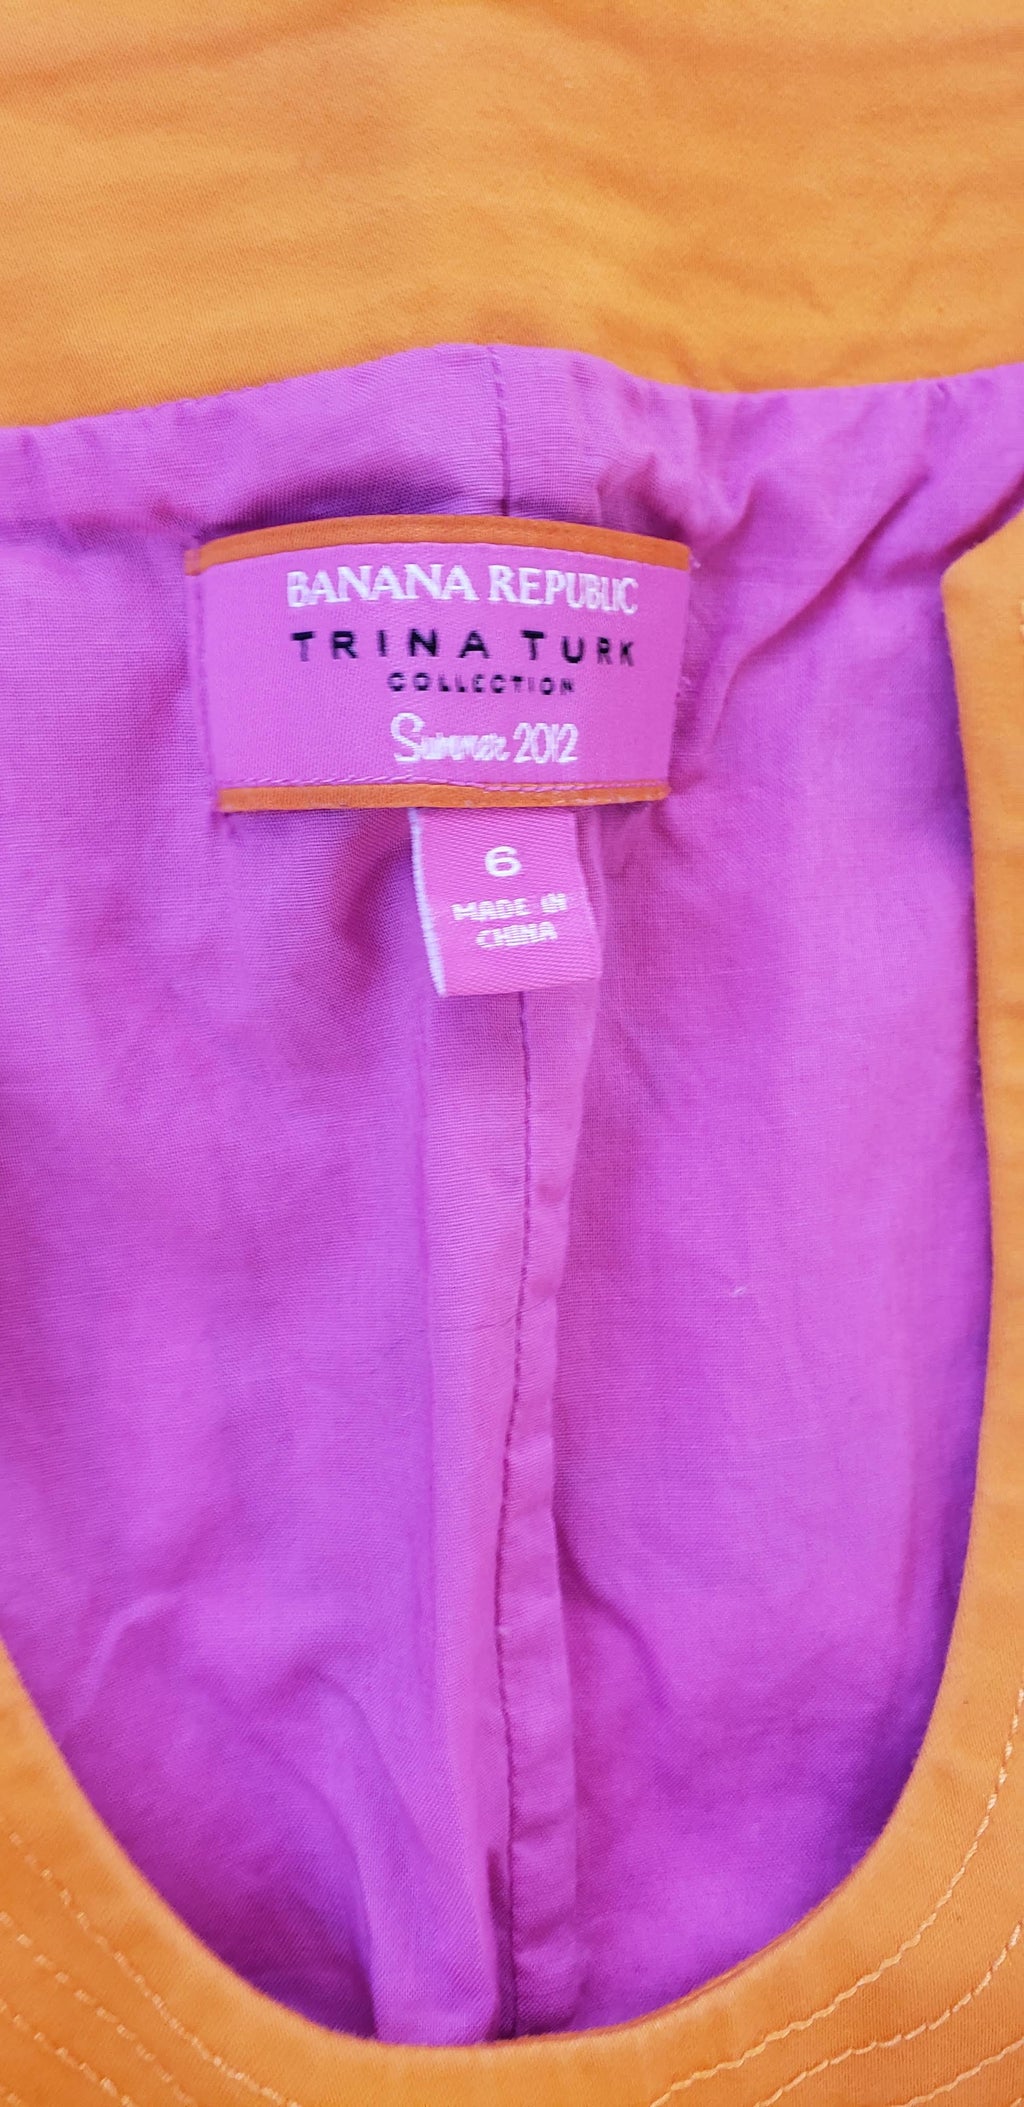 BANANA REPUBLIC
TRINA TURK
COLLECTION
Summer 2012
6
MADE IN
CHINA